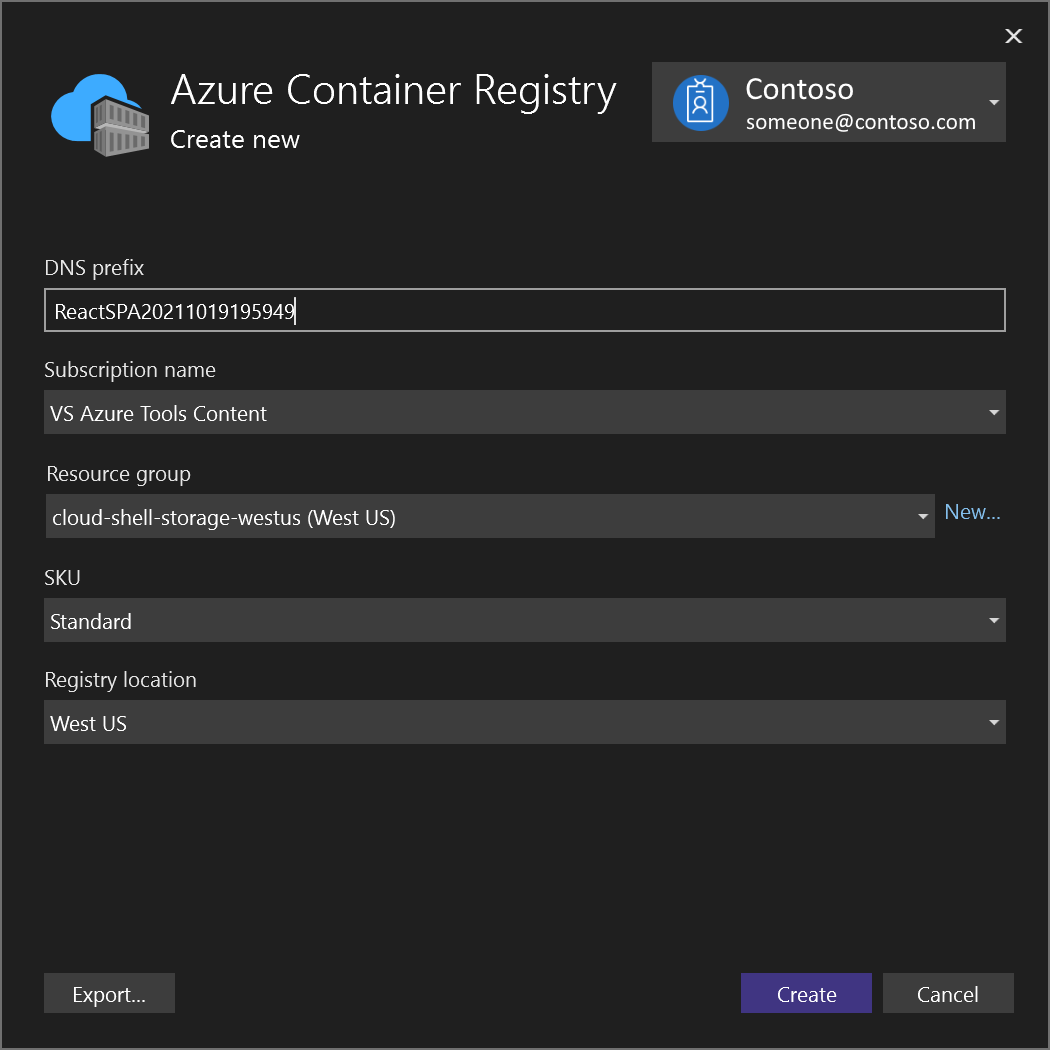 Azure Container Registry
Create new
Contoso
someone@contoso.com
DNS prefix
ReactSPA20211019195949
Subscription name
VS Azure Tools Content
Resource group
cloud-shell-storage-westus (West US)
New...
SKU
Standard
Registry location
West US
Export...
Create
Cancel